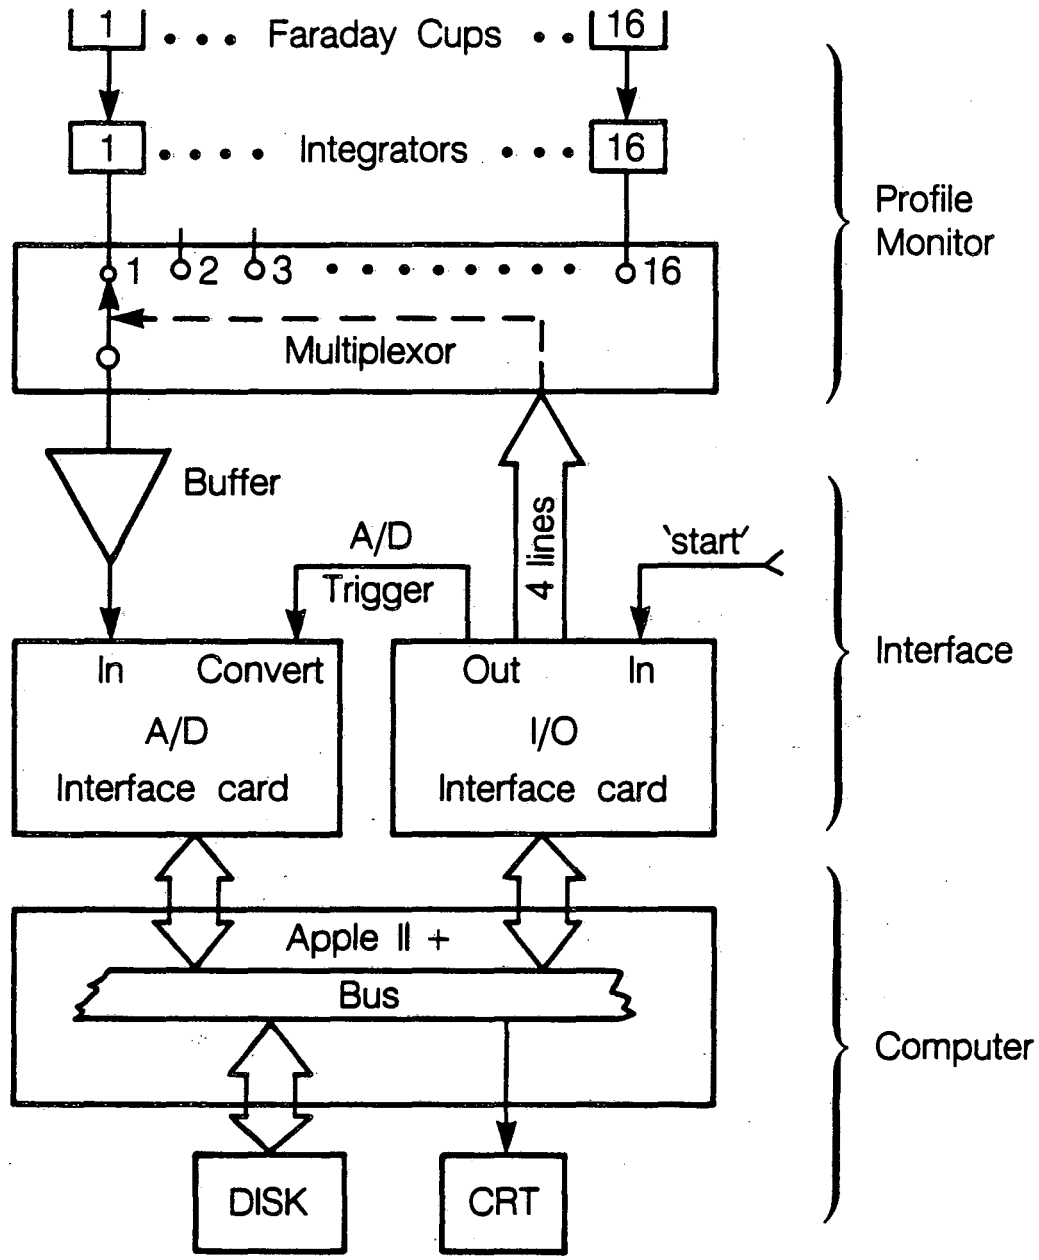 1 • • • • Faraday Cups • • • 16
1 • • • • Integrators • • • 16
Profile
Monitor
1 2 3 • • • • • • • • 16
Multiplexor
Buffer
4 lines
A/D
Trigger
'start'
In Convert
A/D
Interface card
Out In
I/O
Interface card
Interface
Apple II +
Bus
Computer
DISK
CRT